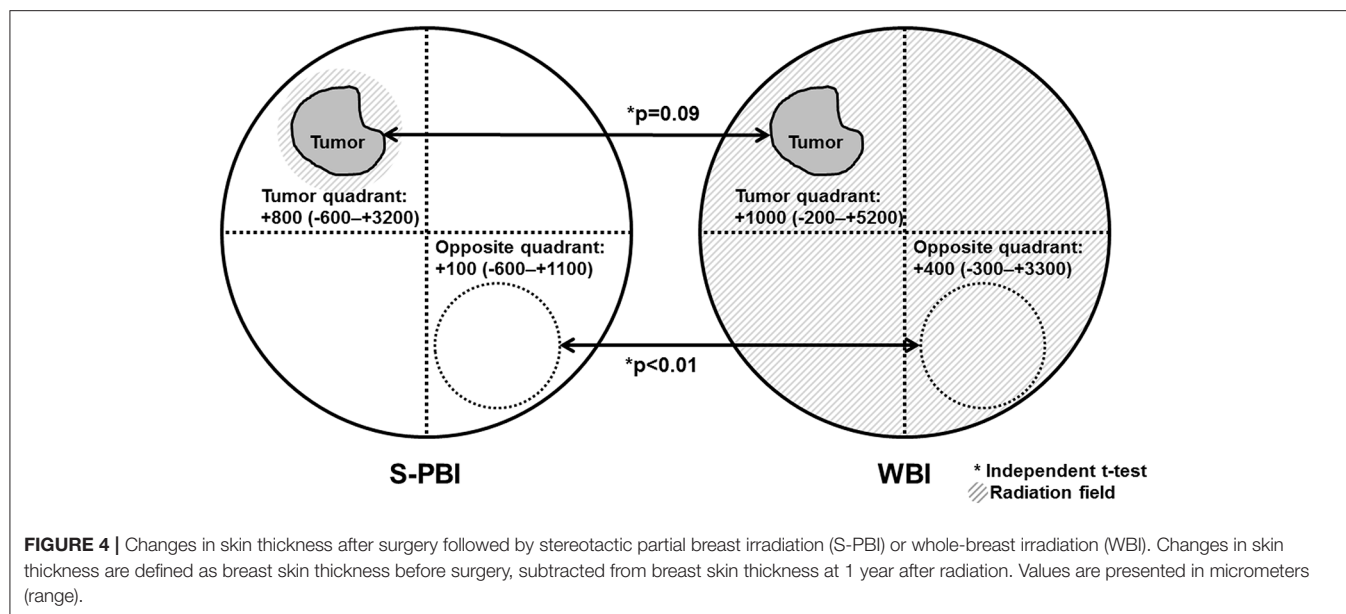 *p=0.09
Tumor
Tumor
Tumor quadrant:
+800 (-600–+3200)
Tumor quadrant:
+1000 (-200–+5200)
Opposite quadrant:
+100 (-600–+1100)
Opposite quadrant:
+400 (-300–+3300)
*p<0.01
S-PBI
WBI
* Independent t-test
Radiation field
FIGURE 4 | Changes in skin thickness after surgery followed by stereotactic partial breast irradiation (S-PBI) or whole-breast irradiation (WBI). Changes in skin
thickness are defined as breast skin thickness before surgery, subtracted from breast skin thickness at 1 year after radiation. Values are presented in micrometers
(range).